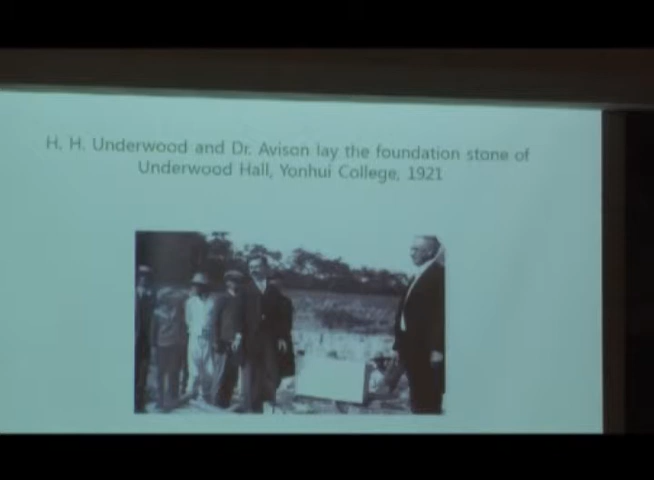 H. H. Underwood and Dr. Avison lay the foundation stone of
Underwood Hall, Yonhui College, 1921